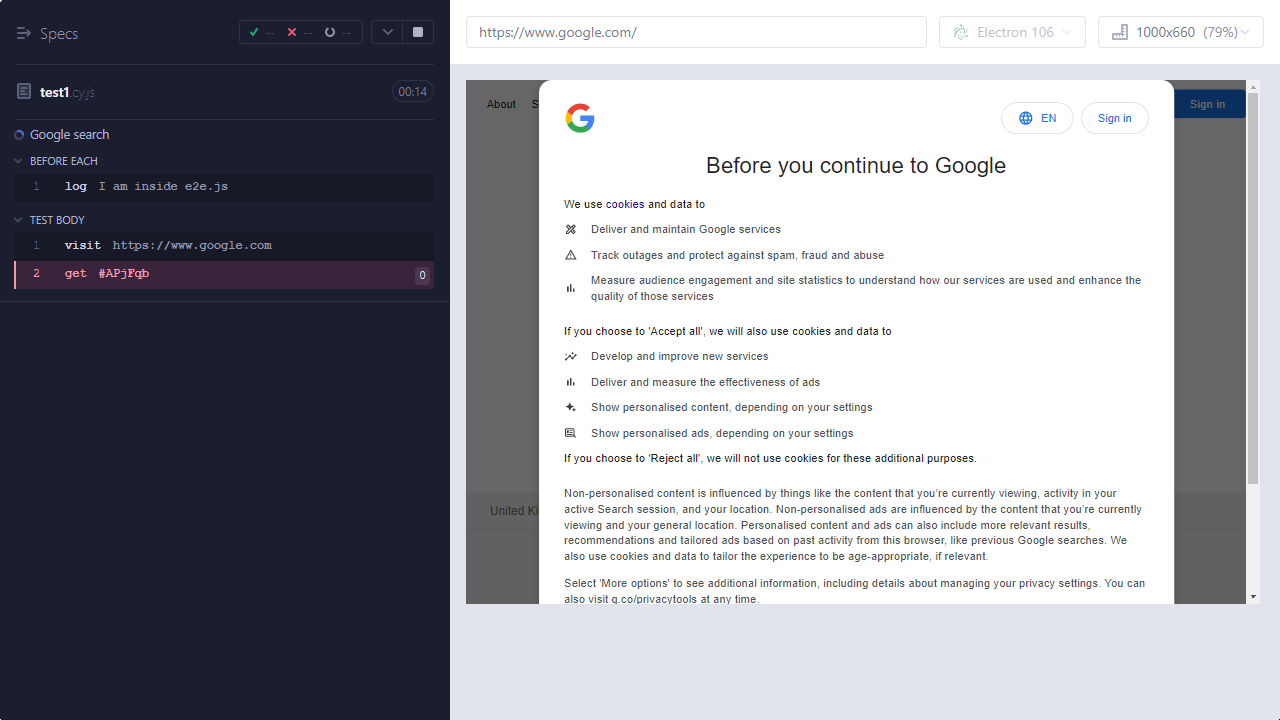 Specs
-- -- --
test1.cy.js
00:14
Google search
BEFORE EACH
1 log I am inside e2e.js
TEST BODY
1 visit https://www.google.com
2 get #APjFqb 0
https://www.google.com/
Electron 106
1000x660 (79%)
About S
Sign in
EN
Sign in
Before you continue to Google
We use cookies and data to
Deliver and maintain Google services
Track outages and protect against spam, fraud and abuse
Measure audience engagement and site statistics to understand how our services are used and enhance the
quality of those services
If you choose to 'Accept all', we will also use cookies and data to
Develop and improve new services
Deliver and measure the effectiveness of ads
Show personalised content, depending on your settings
Show personalised ads, depending on your settings
If you choose to 'Reject all', we will not use cookies for these additional purposes.
Non-personalised content is influenced by things like the content that you're currently viewing, activity in your
active Search session, and your location. Non-personalised ads are influenced by the content that you're currently
viewing and your general location. Personalised content and ads can also include more relevant results,
recommendations and tailored ads based on past activity from this browser, like previous Google searches. We
also use cookies and data to tailor the experience to be age-appropriate, if relevant.
United Ki
Select 'More options' to see additional information, including details about managing your privacy settings. You can
also visit g.co/privacytools at any time.